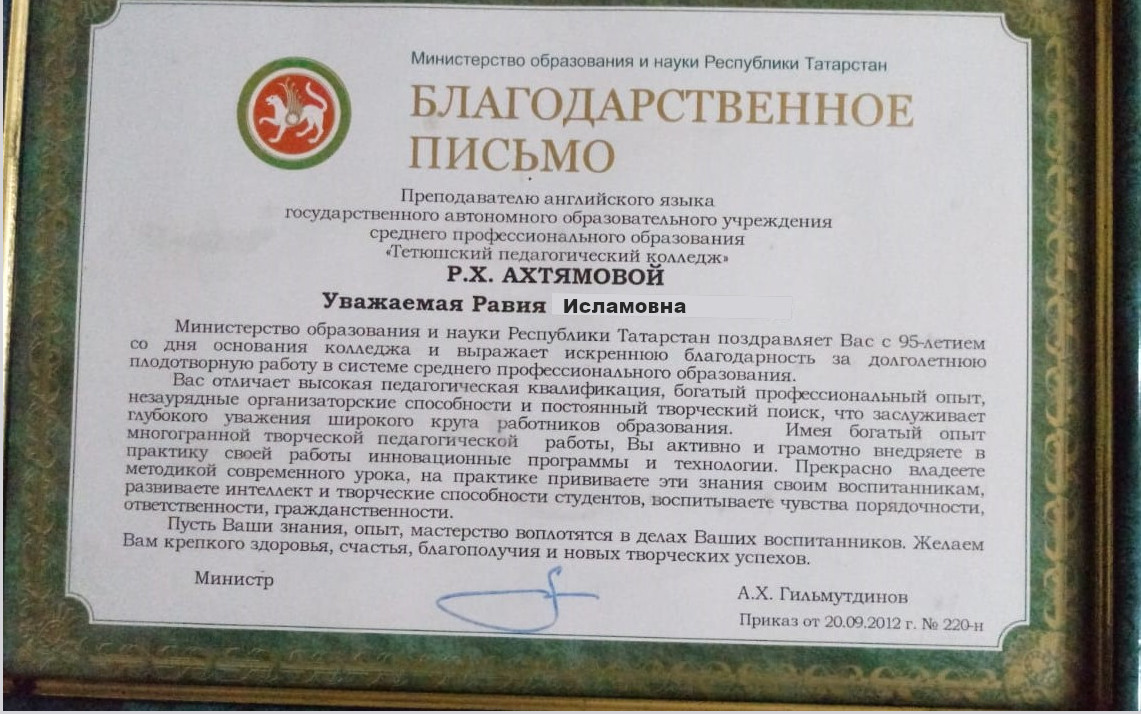 Министерство образования и науки Республики Татарстан
БЛАГОДАРСТВЕННОЕ
ПИСЬМО
Преподавателю английского языка
государственного автономного образовательного учреждения
среднего профессионального образования
«Тетюшский педагогический колледж»
Р.Х. АХТЯМОВОЙ
Уважаемая Равия Исламовна
Министерство образования и науки Республики Татарстан поздравляет Вас с 95-летием
со дня основания колледжа и выражает искреннюю благодарность за долголетнюю
плодотворную работу в системе среднего профессионального образования.
Вас отличает высокая педагогическая квалификация, богатый профессиональный опыт,
незаурядные организаторские способности и постоянный творческий поиск, что заслуживает
глубокого уважения широкого круга работников образования. Имея богатый опыт
многогранной творческой педагогической работы, Вы активно и грамотно внедряете в
практику своей работы инновационные программы и технологии. Прекрасно владеете
методикой современного урока, на практике прививаете эти знания своим воспитанникам,
развиваете интеллект и творческие способности студентов, воспитываете чувства порядочности,
ответственности, гражданственности.
Пусть Ваши знания, опыт, мастерство воплотятся в делах Ваших воспитанников. Желаем
Вам крепкого здоровья, счастья, благополучия и новых творческих успехов.
Министр
А.Х. Гильмутдинов
Приказ от 20.09.2012 г. № 220-н